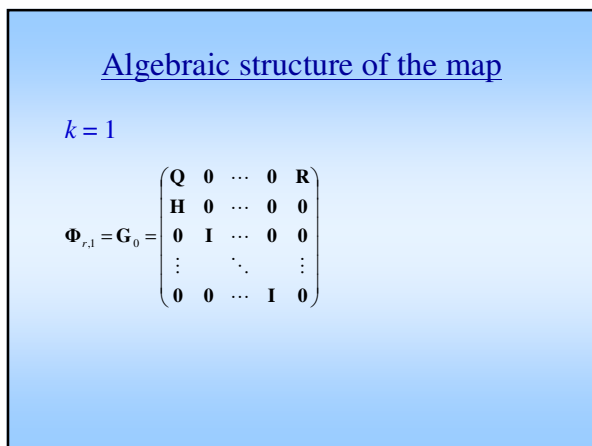 Algebraic structure of the map
k = 1
Φ_{r,1} = G_0 =
Q 0 ⋯ 0 R
H 0 ⋯ 0 0
0 I ⋯ 0 0
⋮ ⋱ ⋮
0 0 ⋯ I 0